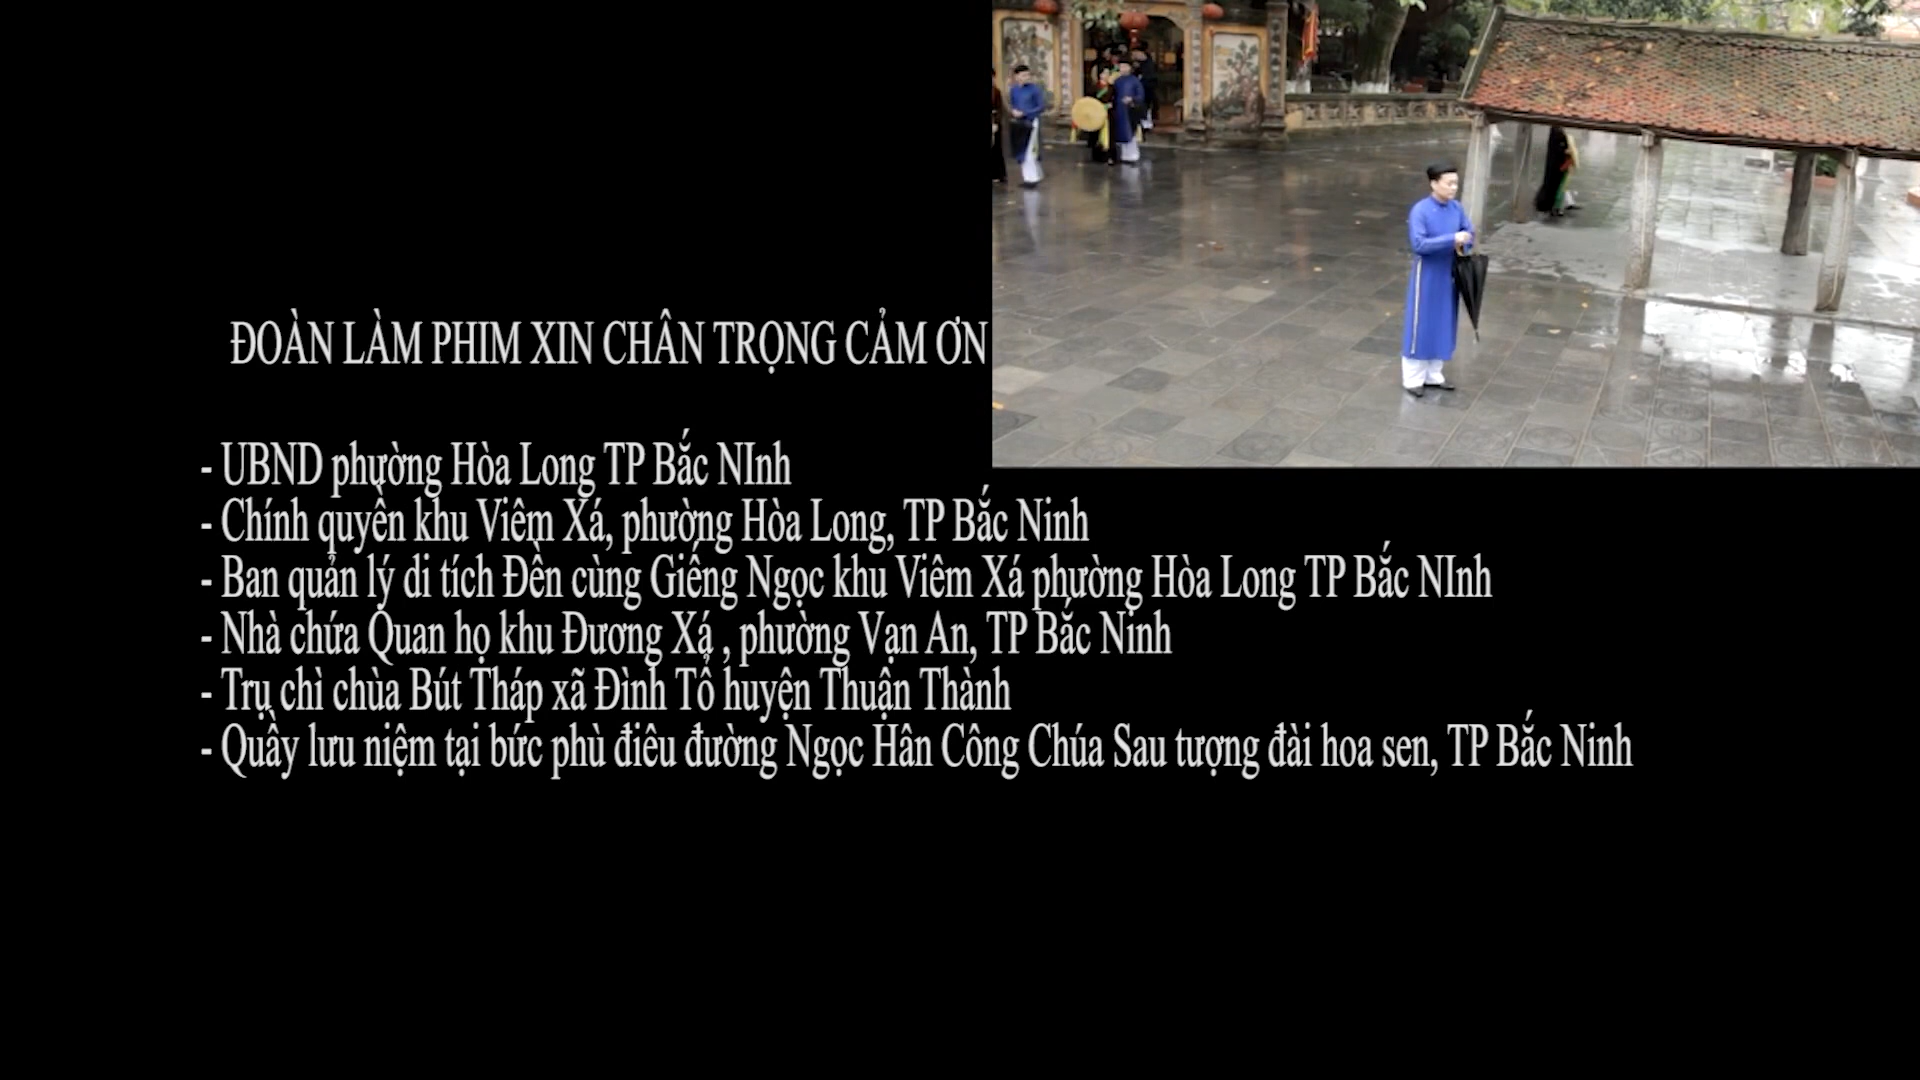 ĐOÀN LÀM PHIM XIN CHÂN TRỌNG CẢM ƠN
- UBND phường Hòa Long TP Bắc NInh
- Chính quyền khu Viêm Xá, phường Hòa Long, TP Bắc Ninh
- Ban quản lý di tích Đền cùng Giếng Ngọc khu Viêm Xá phường Hòa Long TP Bắc NInh
- Nhà chứa Quan họ khu Đương Xá , phường Vạn An, TP Bắc Ninh
- Trụ chì chùa Bút Tháp xã Đình Tổ huyện Thuận Thành
- Quầy lưu niệm tại bức phù điêu đường Ngọc Hân Công Chúa Sau tượng đài hoa sen, TP Bắc Ninh